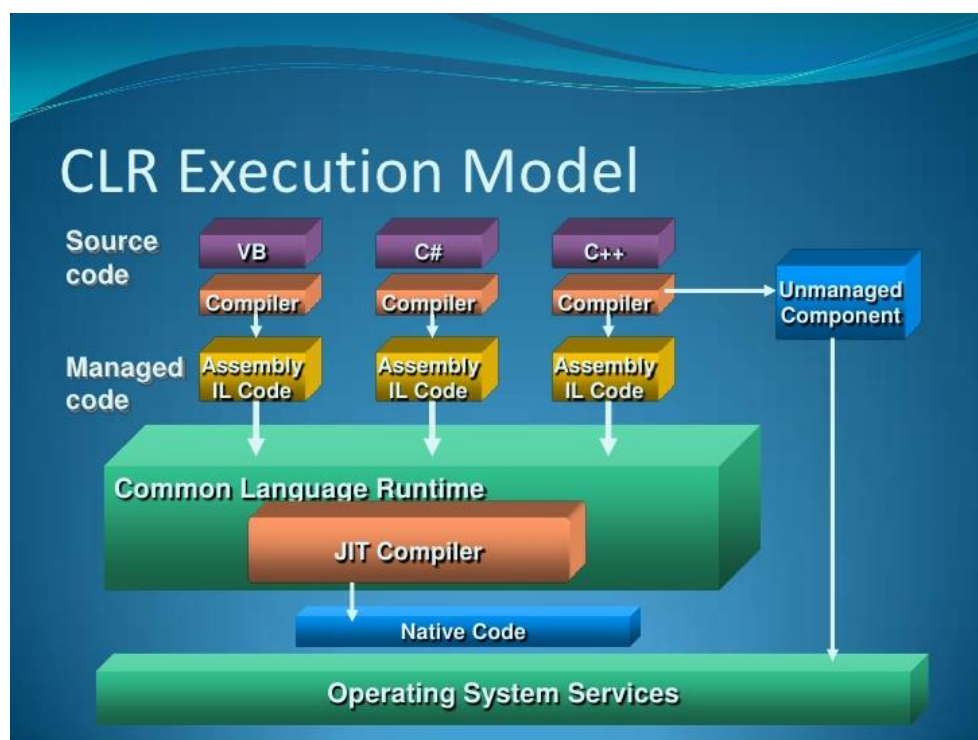 CLR Execution Model
Source
code
VB
C#
C++
Compiler
Compiler
Compiler
Unmanaged
Component
Managed
code
Assembly
IL Code
Assembly
IL Code
Assembly
IL Code
Common Language Runtime
JIT Compiler
Native Code
Operating System Services